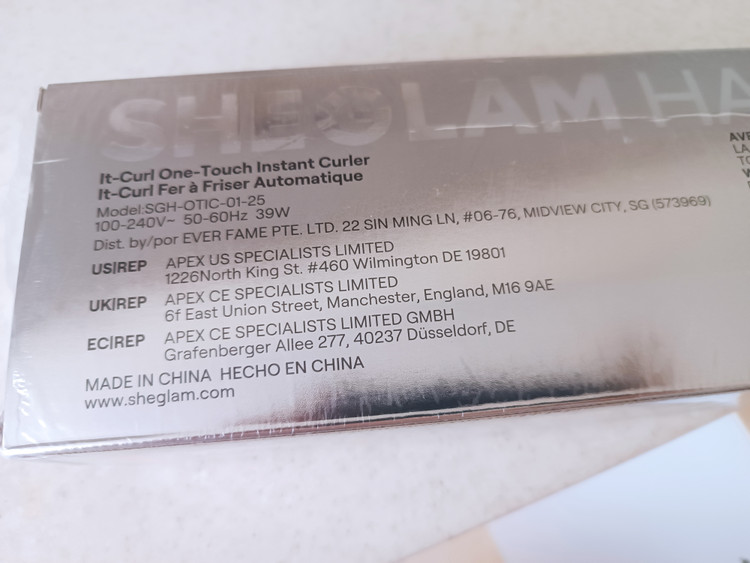 SHEGLAM HA
It-Curl One-Touch Instant Curler
It-Curl Fer à Friser Automatique
Model:SGH-OTIC-01-25
100-240V~ 50-60Hz 39W
Dist. by/por EVER FAME PTE. LTD. 22 SIN MING LN, #06-76, MIDVIEW CITY, SG (573969)
US|REP APEX US SPECIALISTS LIMITED
1226North King St. #460 Wilmington DE 19801
UK|REP APEX CE SPECIALISTS LIMITED
6f East Union Street, Manchester, England, M16 9AE
EC|REP APEX CE SPECIALISTS LIMITED GMBH
Grafenberger Allee 277, 40237 Düsseldorf, DE
MADE IN CHINA HECHO EN CHINA
www.sheglam.com
AVE
LA
TO